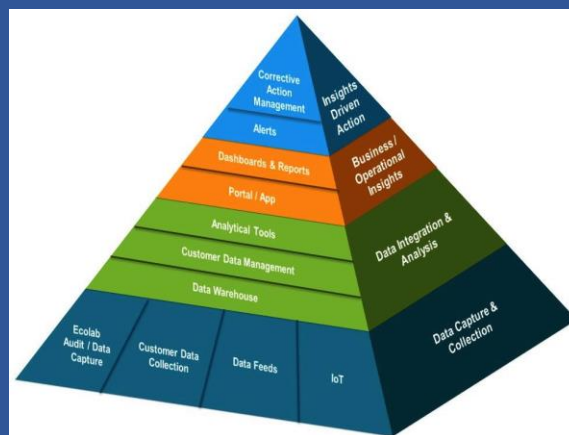 Corrective
Action
Management
Alerts
Dashboards & Reports
Portal / App
Analytical Tools
Customer Data Management
Data Warehouse
Ecolab
Audit / Data
Capture
Customer Data
Collection
Data Feeds
IoT
Insights
Driven
Action
Business /
Operational
Insights
Data Integration &
Analysis
Data Capture &
Collection